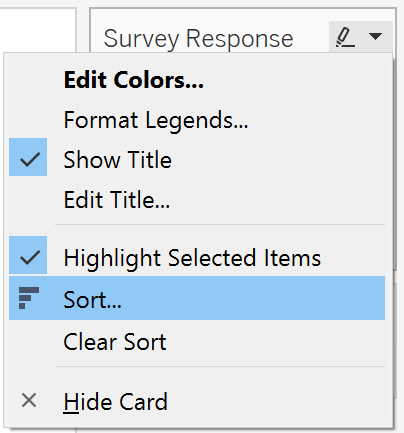 Survey Response
Edit Colors...
Format Legends...
Show Title
Edit Title...
Highlight Selected Items
Sort...
Clear Sort
Hide Card